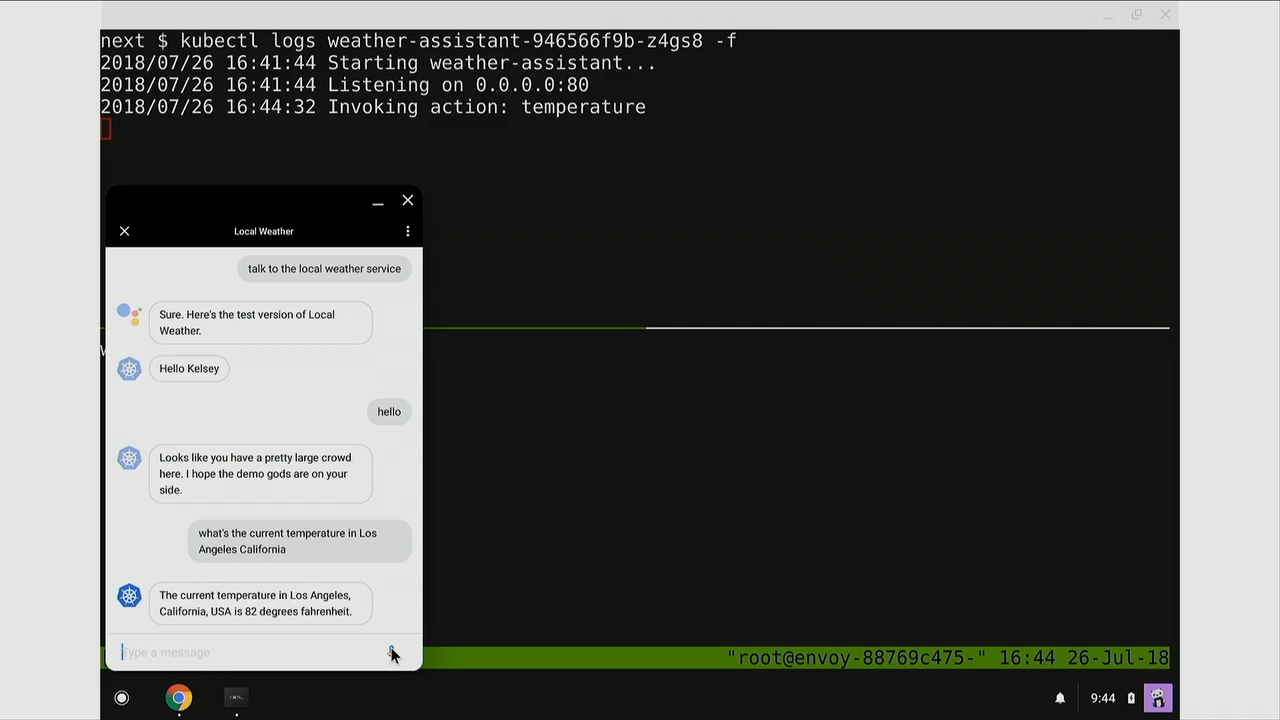 next $ kubectl logs weather-assistant-946566f9b-z4gs8 -f
2018/07/26 16:41:44 Starting weather-assistant...
2018/07/26 16:41:44 Listening on 0.0.0.0:80
2018/07/26 16:44:32 Invoking action: temperature
Local Weather
talk to the local weather service
Sure. Here's the test version of Local
Weather.
Hello Kelsey
hello
Looks like you have a pretty large crowd
here. I hope the demo gods are on your
side.
what's the current temperature in Los
Angeles California
The current temperature in Los Angeles,
California, USA is 82 degrees fahrenheit.
Type a message
"root@envoy-88769c475-" 16:44 26-Jul-18
9:44